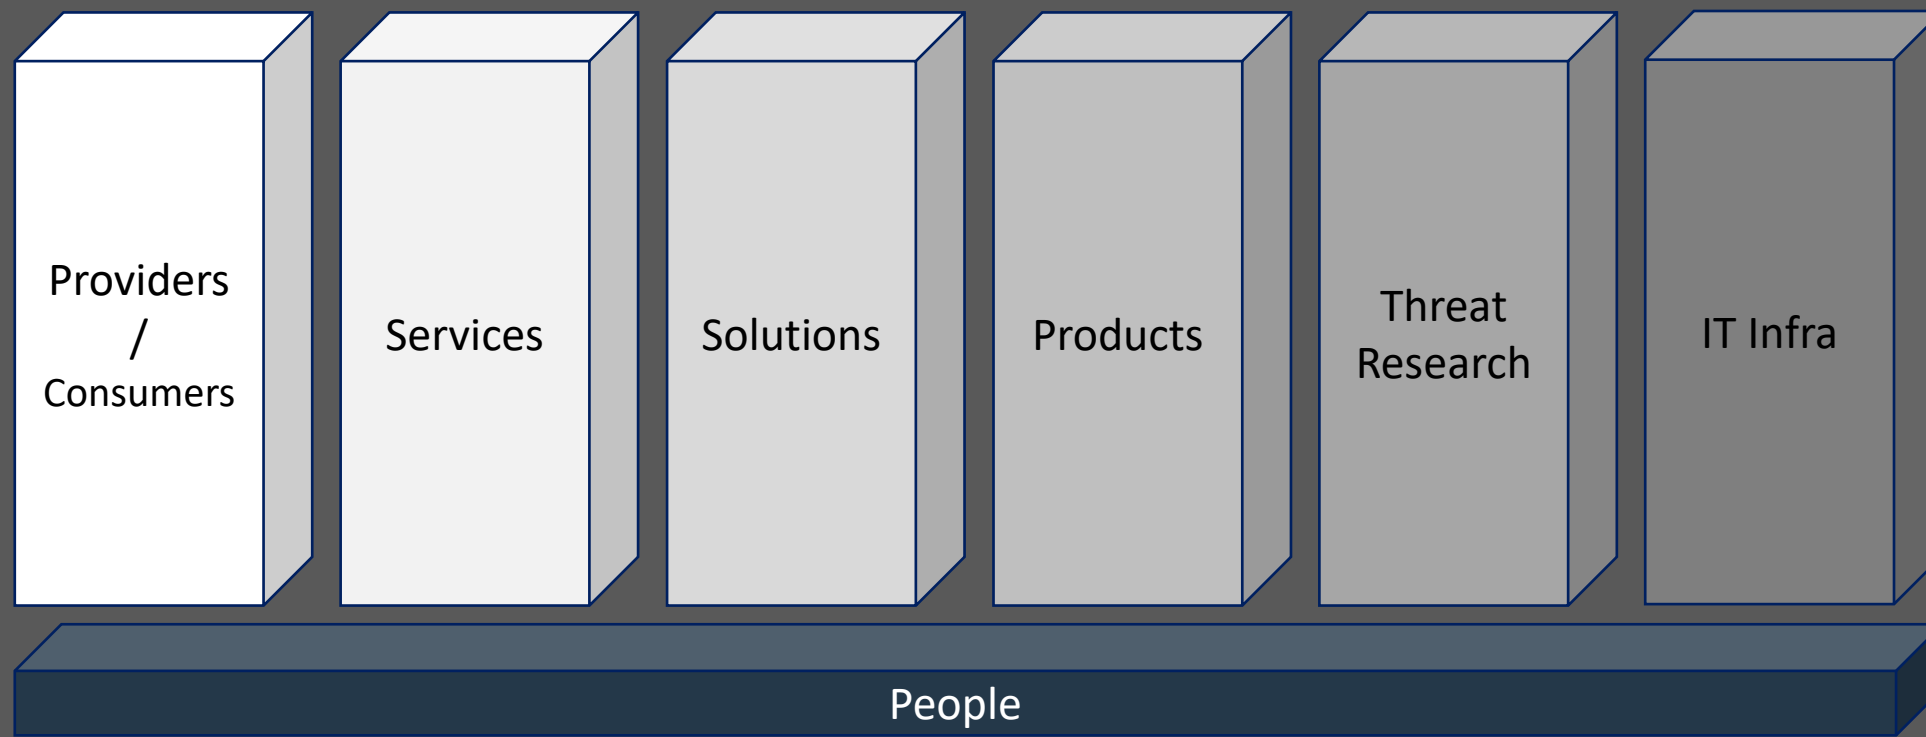 Providers
/
Consumers
Services
Solutions
Products
Threat
Research
IT Infra
People